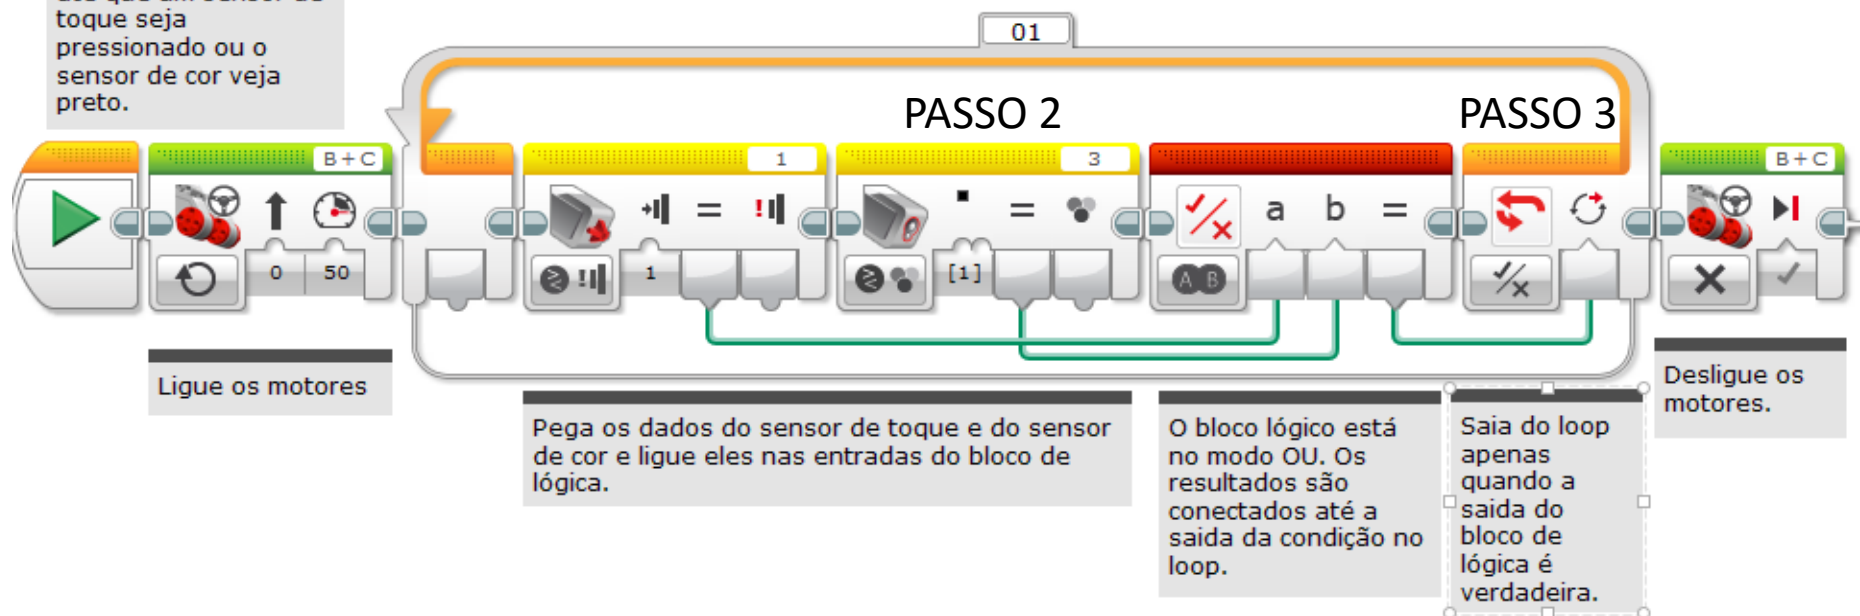 toque seja
pressionado ou o
sensor de cor veja
preto.
01
PASSO 2
PASSO 3
B+C
1
3
B+C
! 
=
=
a b =
0 50
1
[1]
A B
Ligue os motores
Pega os dados do sensor de toque e do sensor
de cor e ligue eles nas entradas do bloco de
lógica.
O bloco lógico está
no modo OU. Os
resultados são
conectados até a
saida da condição no
loop.
Saia do loop
apenas
quando a
saida do
bloco de
lógica é
verdadeira.
Desligue os
motores.